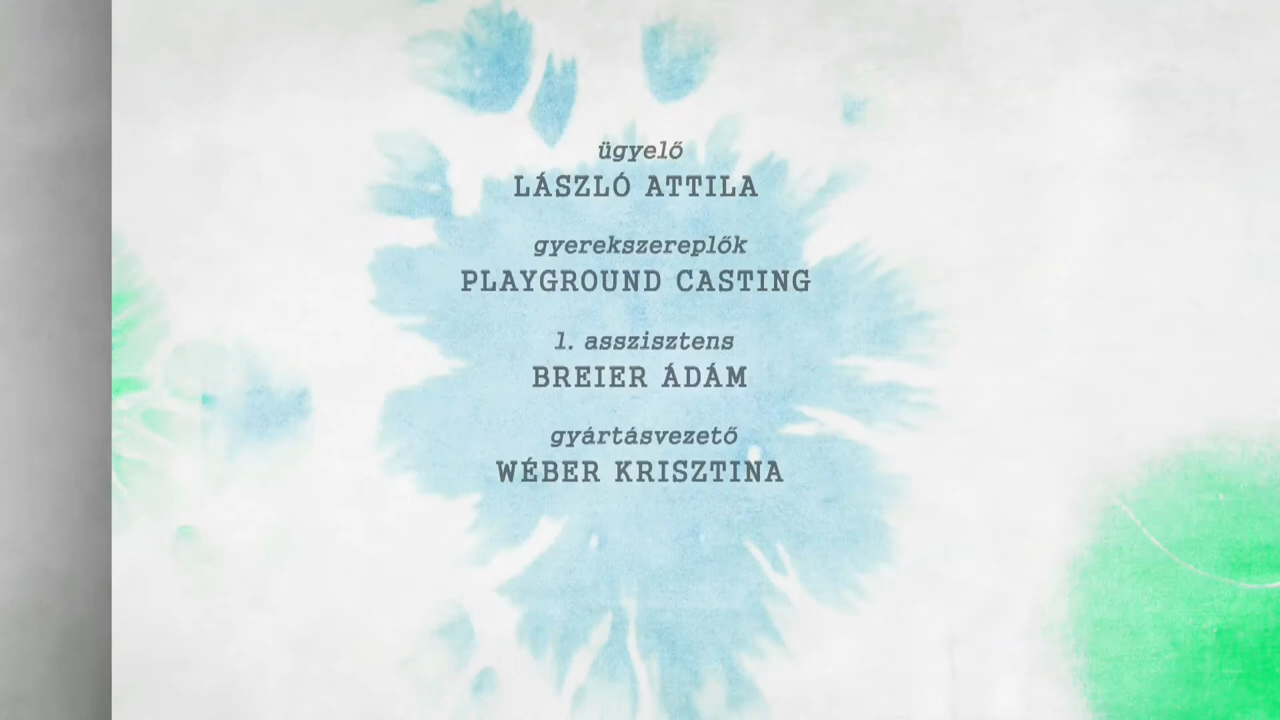 ügyelő
LÁSZLÓ ATTILA
gyerekszereplők
PLAYGROUND CASTING
1. asszisztens
BREIER ÁDÁM
gyártásvezető
WÉBER KRISZTINA